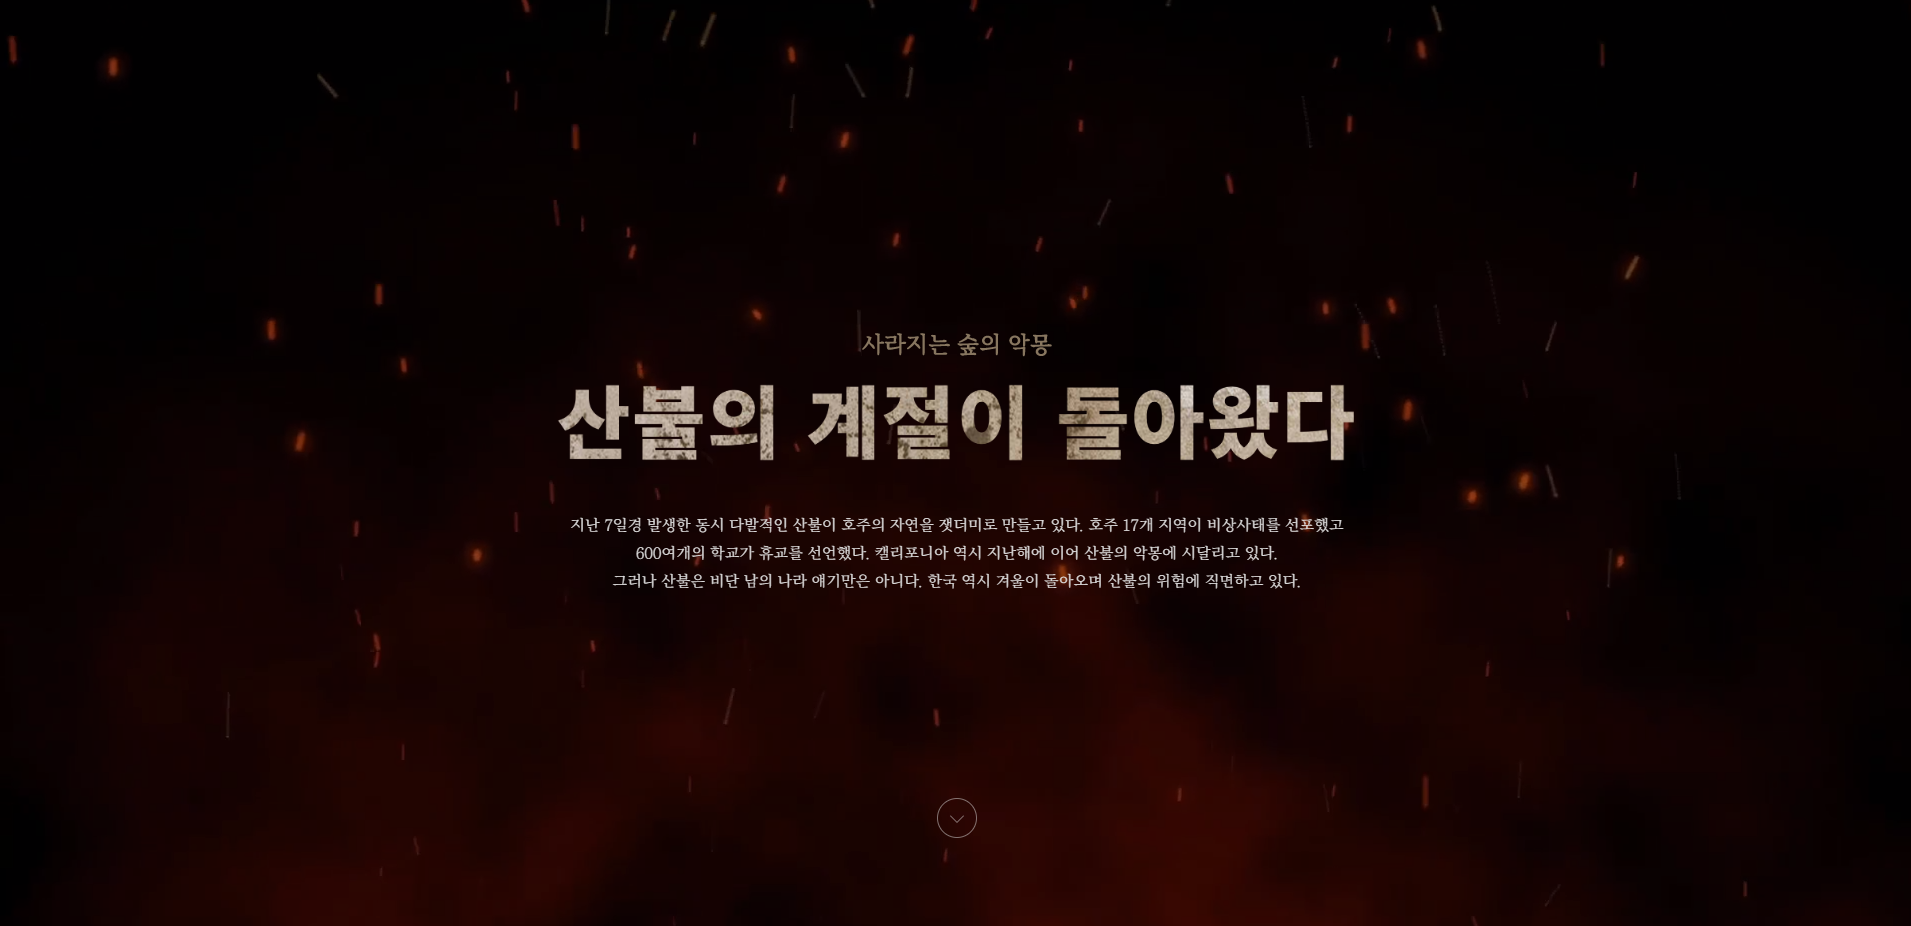 사라지는 숲의 악몽
산불의 계절이 돌아왔다
지난 7일경 발생한 동시 다발적인 산불이 호주의 자연을 잿더미로 만들고 있다. 호주 17개 지역이 비상사태를 선포했고
600여개의 학교가 휴교를 선언했다. 캘리포니아 역시 지난해에 이어 산불의 악몽에 시달리고 있다.
그러나 산불은 비단 남의 나라 얘기만은 아니다. 한국 역시 겨울이 돌아오며 산불의 위험에 직면하고 있다.